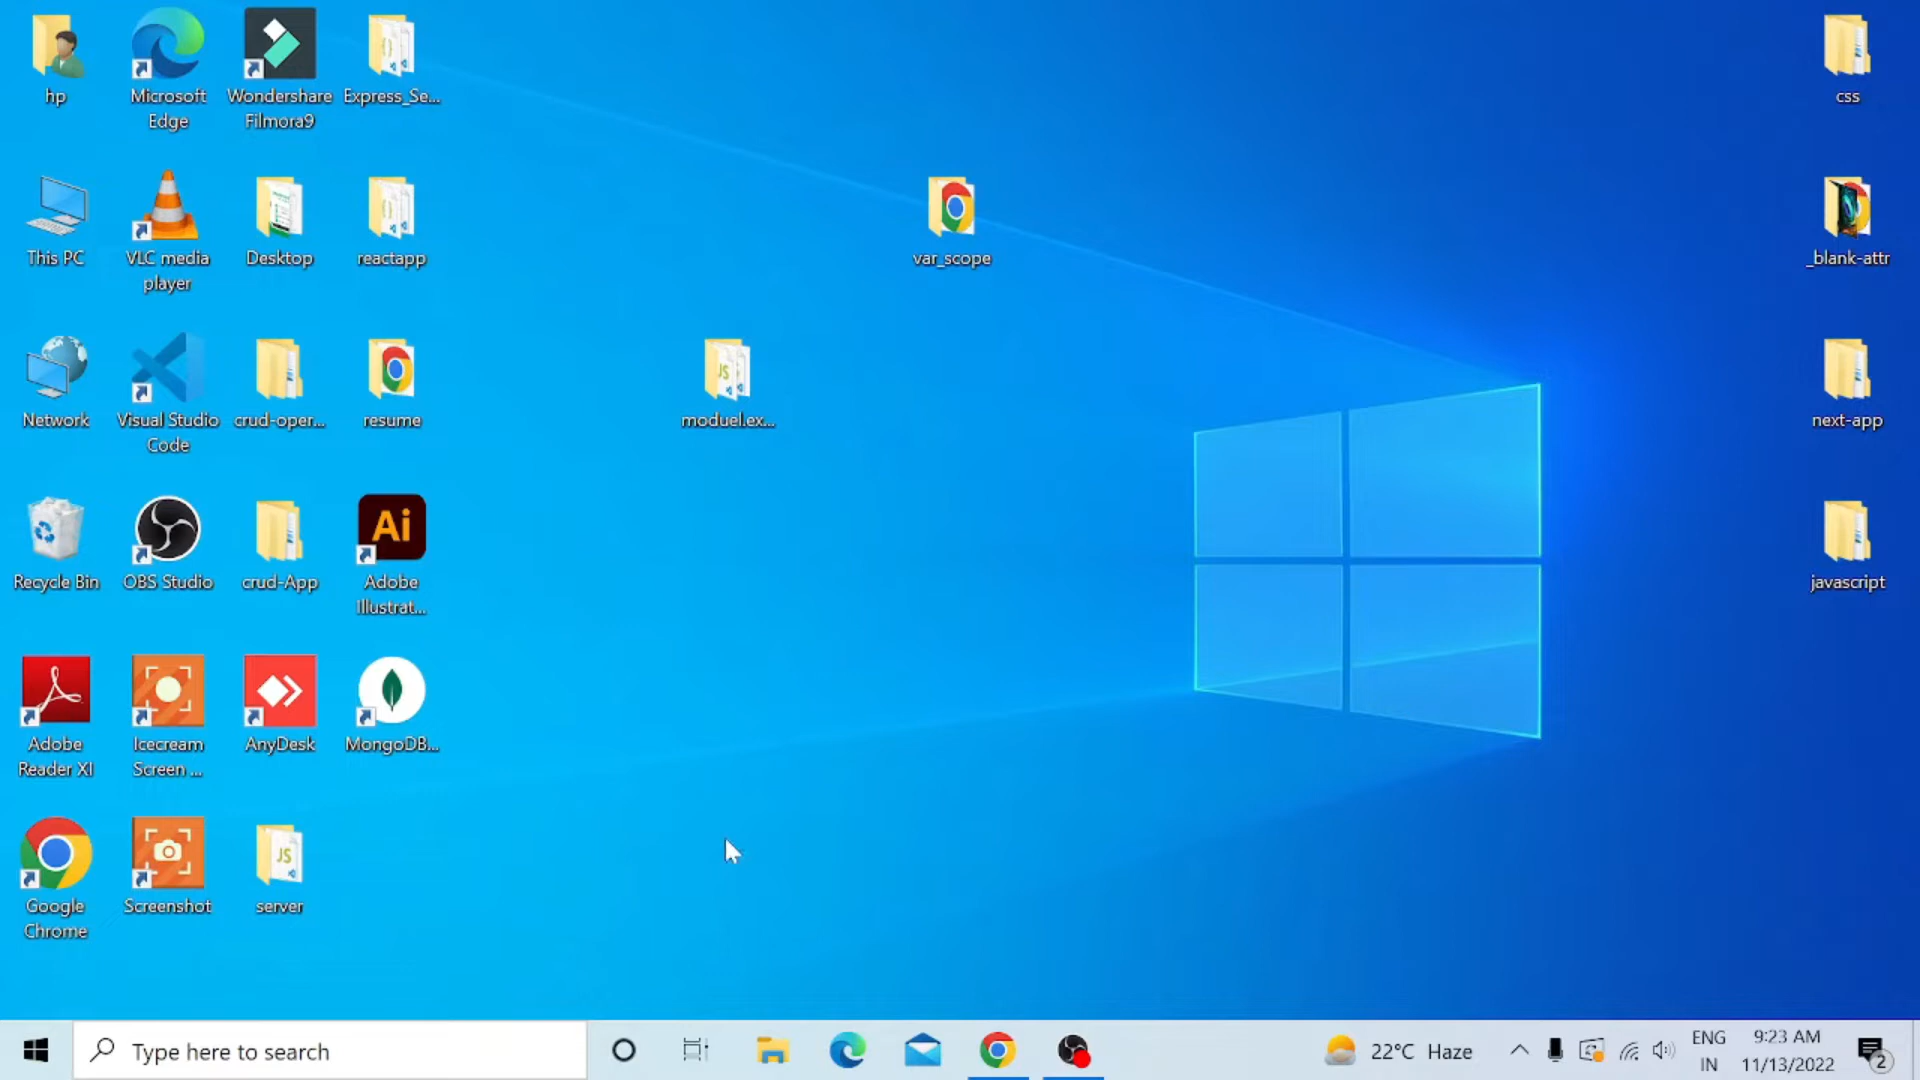 hp
Microsoft
Edge
Wondershare
Filmora9
Express_Se...
css
This PC
VLC media
player
Desktop
reactapp
var_scope
_blank-attr
Network
Visual Studio
Code
crud-oper...
resume
JS
moduel.ex...
next-app
Recycle Bin
OBS Studio
crud-App
Ai
Adobe
Illustrat...
javascript
Adobe
Reader XI
Icecream
Screen ...
AnyDesk
MongoDB...
Google
Chrome
Screenshot
JS
server
Type here to search
22°C Haze
ENG
IN
9:23 AM
11/13/2022
2